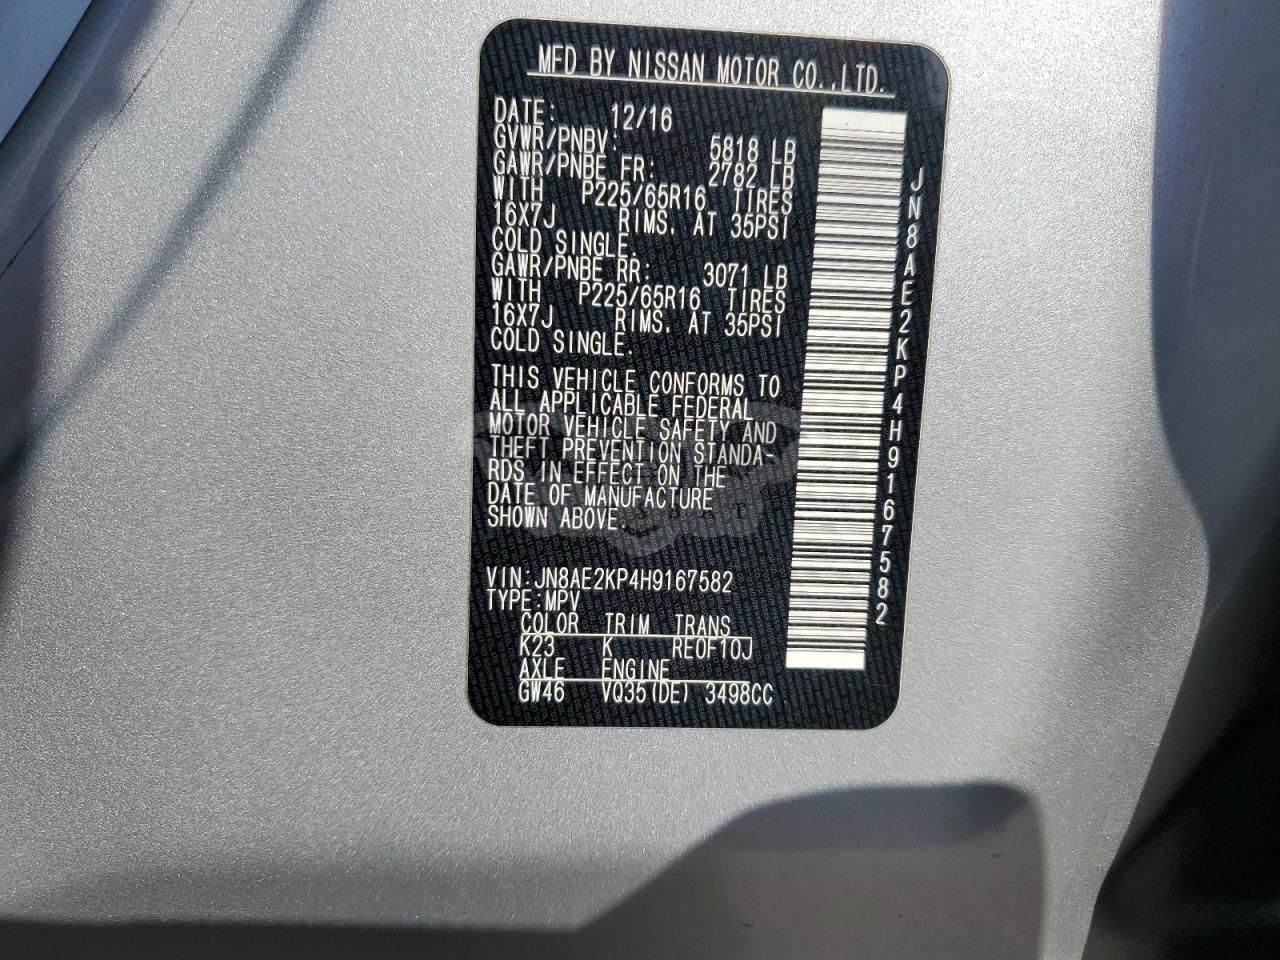 MFD BY NISSAN MOTOR CO.,LTD.
DATE: 12/16
GVWR/PNBV: 5818 LB
GAWR/PNBE FR: 2782 LB
WITH P225/65R16 TIRES
16X7J RIMS. AT 35PSI
COLD SINGLE.
GAWR/PNBE RR: 3071 LB
WITH P225/65R16 TIRES
16X7J RIMS. AT 35PSI
COLD SINGLE.
THIS VEHICLE CONFORMS TO
ALL APPLICABLE FEDERAL
MOTOR VEHICLE SAFETY AND
THEFT PREVENTION STANDA-
RDS IN EFFECT ON THE
DATE OF MANUFACTURE
SHOWN ABOVE.
VIN:JN8AE2KP4H9167582
TYPE:MPV
COLOR TRIM TRANS
K23 K RE0F10J
AXLE ENGINE
GW46 VQ35(DE) 3498CC
JN8AE2KP4H9167582